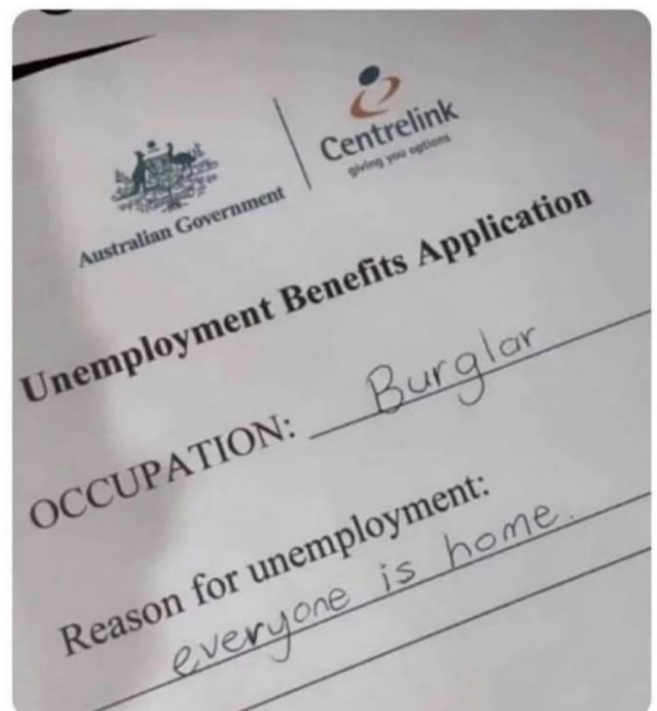 Centrelink
giving you options
Australian Government
Unemployment Benefits Application
OCCUPATION: Burglar
Reason for unemployment:
everyone is home.